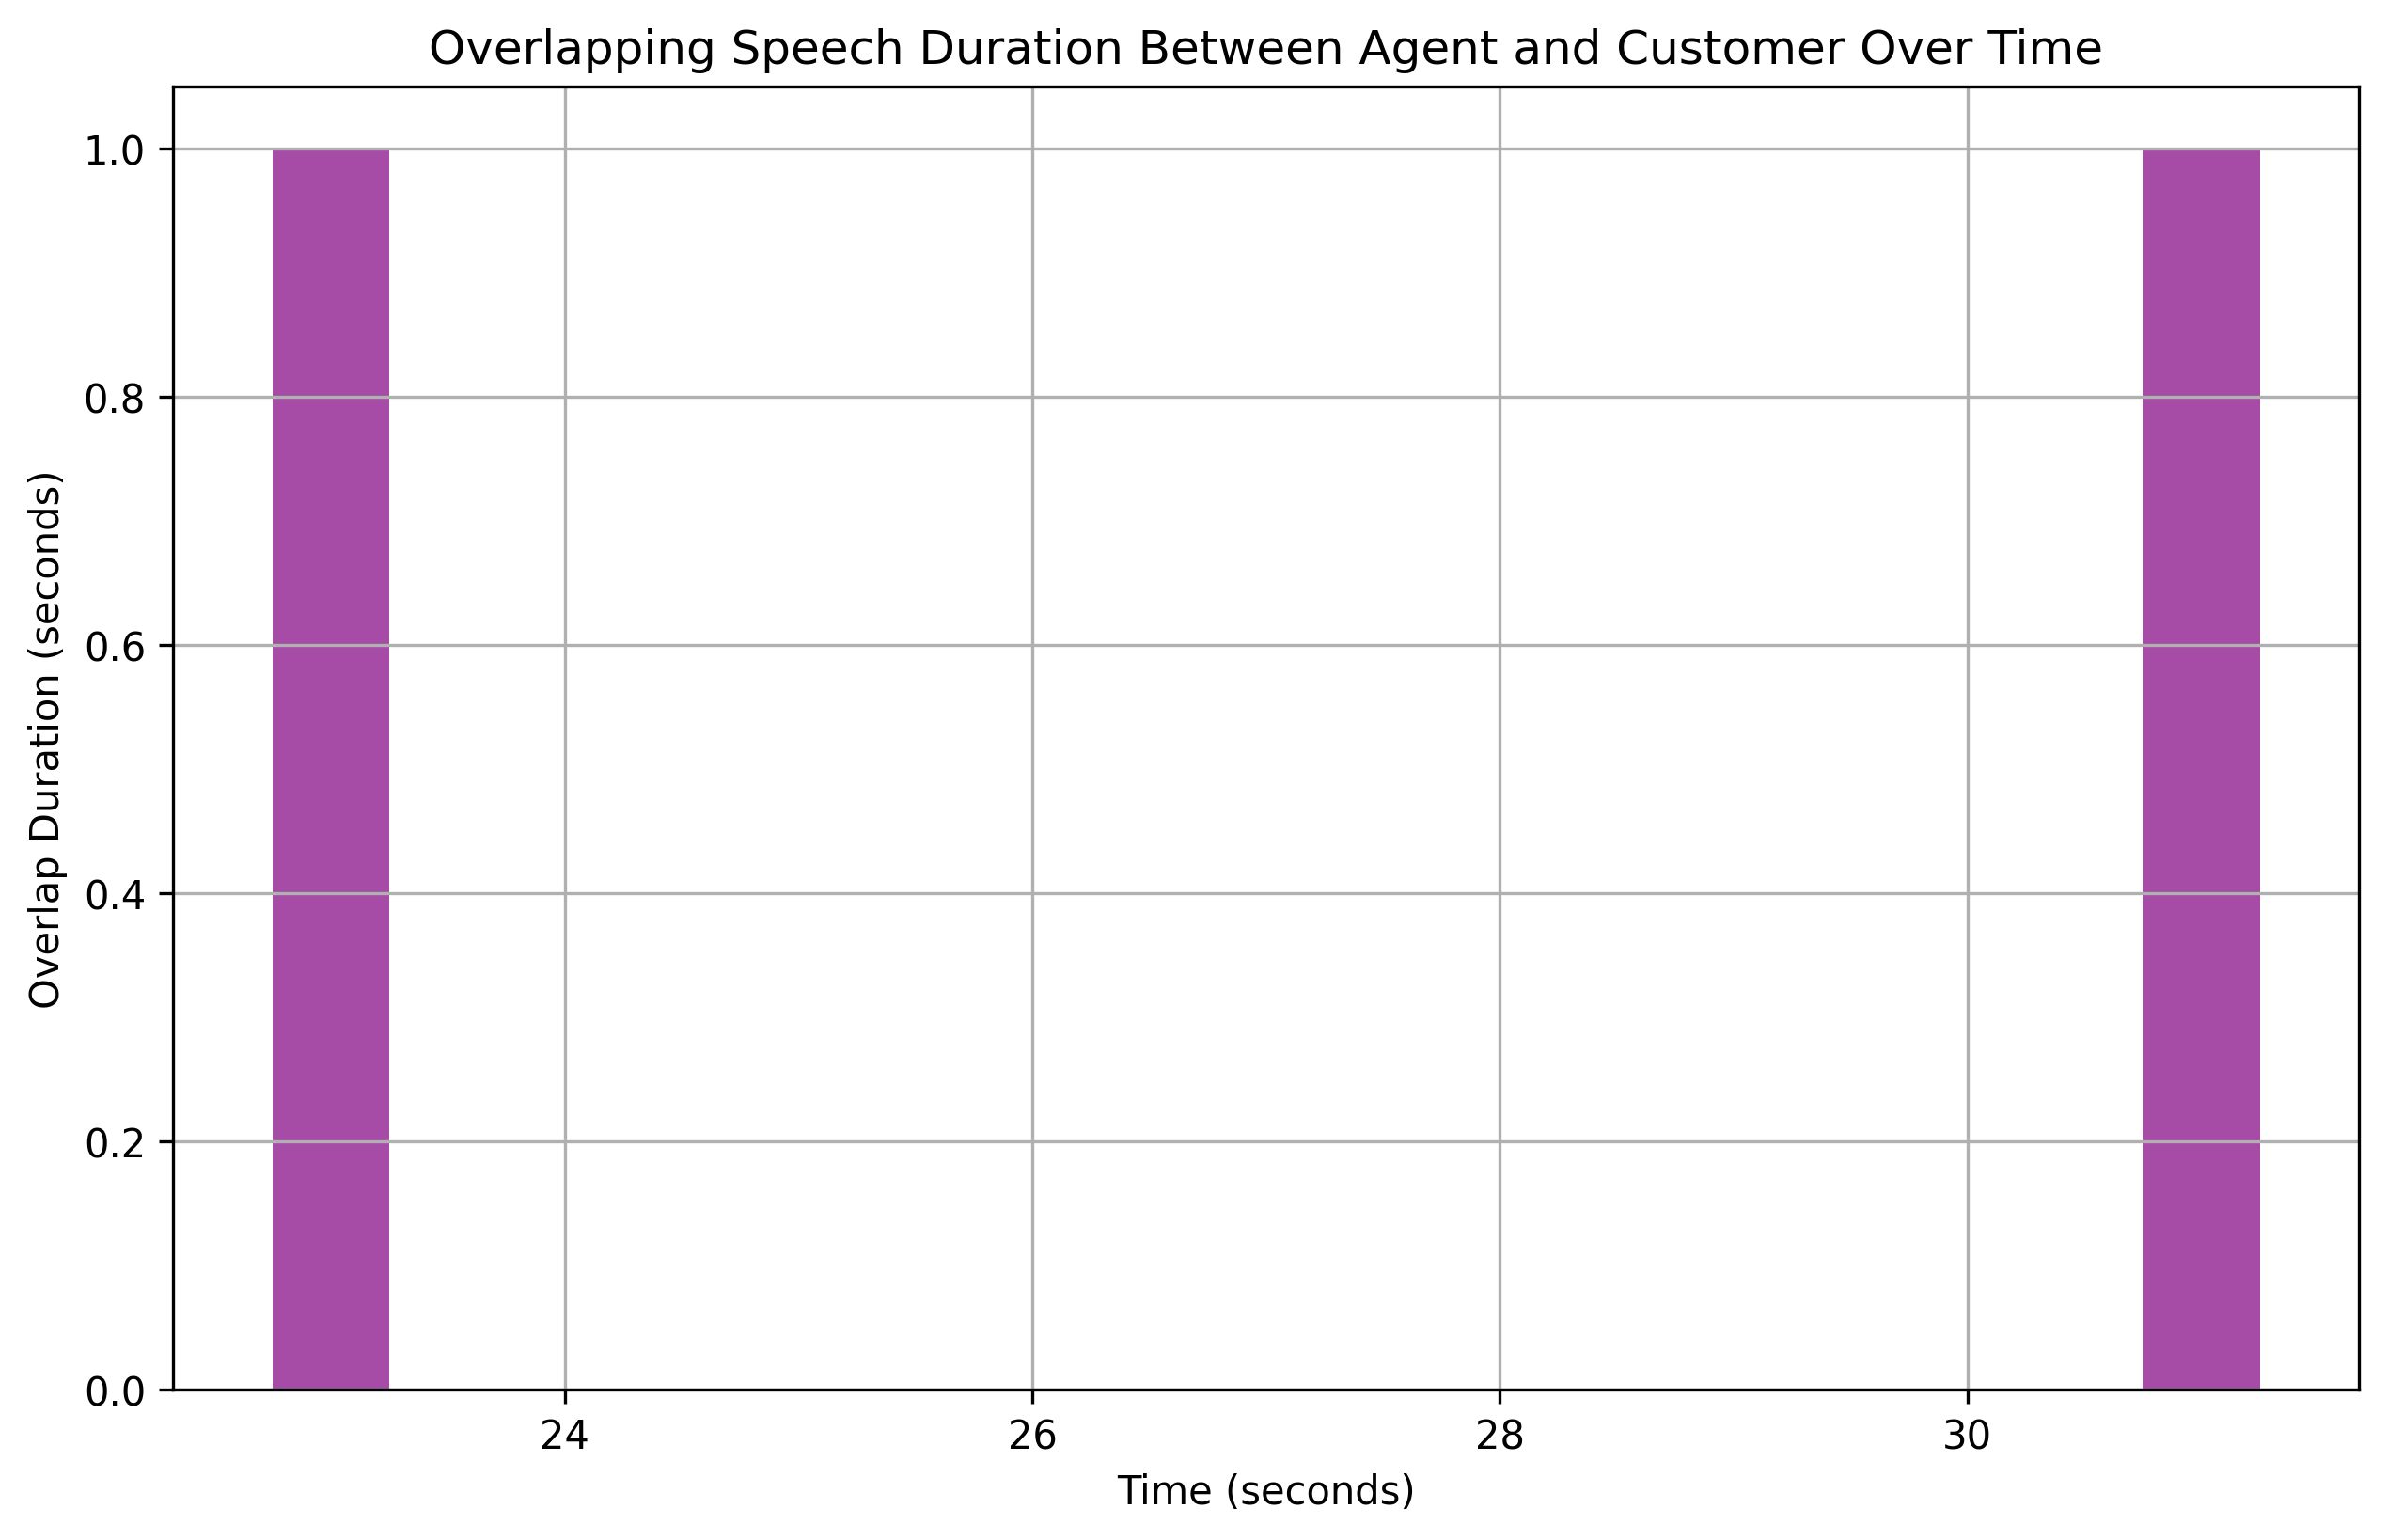 Overlapping Speech Duration Between Agent and Customer Over Time
Overlap Duration (seconds)
1.0
0.8
0.6
0.4
0.2
0.0
24 26 28 30
Time (seconds)